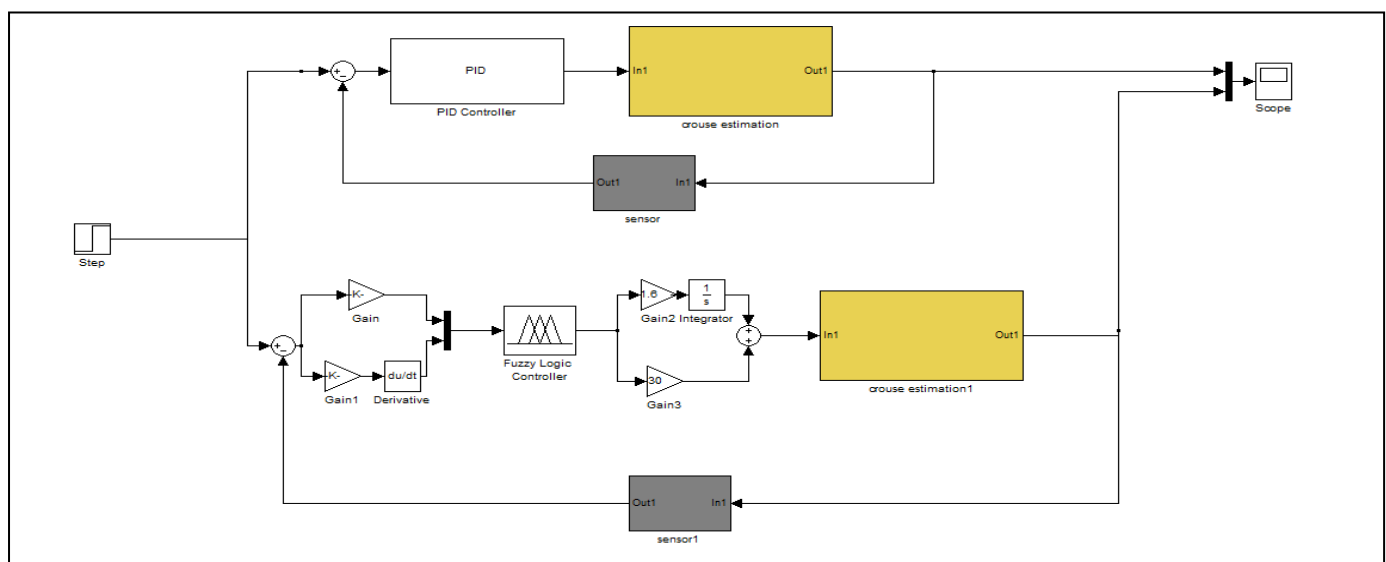 PID
PID Controller
In1
Out1
crouse estimation
Scope
Out1
In1
sensor
Step
-K-
Gain
-K-
Gain1
du/dt
Derivative
Fuzzy Logic
Controller
1.6
Gain2
1
s
Integrator
30
Gain3
In1
Out1
crouse estimation1
Out1
In1
sensor1